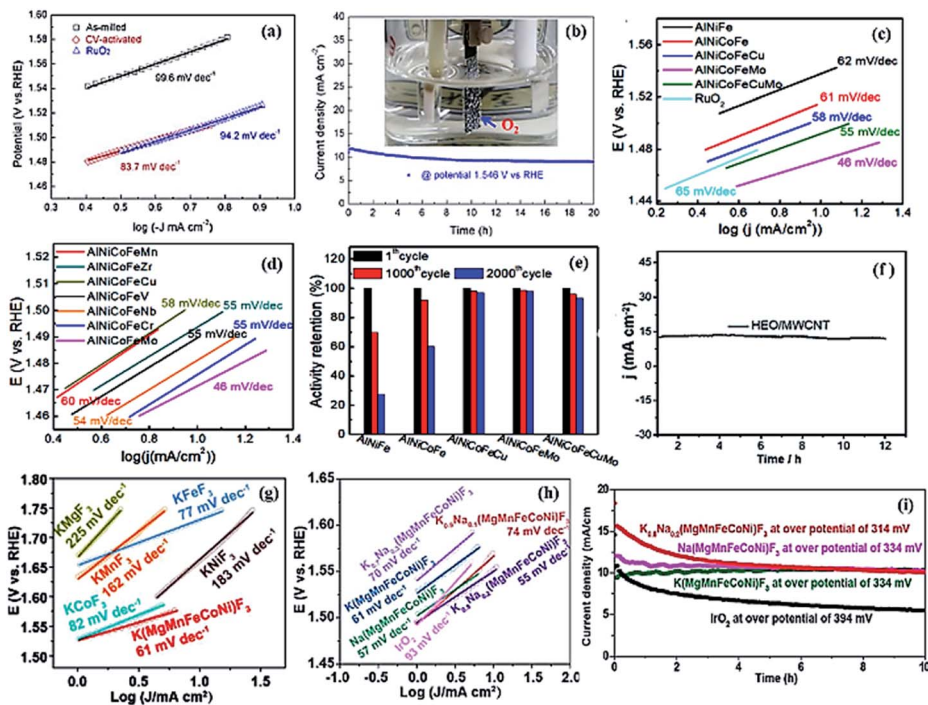 (a)
As-milled
CV-activated
RuO₂
99.6 mV dec⁻¹
94.2 mV dec⁻¹
83.7 mV dec⁻¹
Potential (V vs.RHE)
1.58
1.56
1.54
1.52
1.50
1.48
1.46
0.3 0.4 0.5 0.6 0.7 0.8 0.9 1.0
log (-J mA cm⁻²)
(b)
O₂
@ potential 1.546 V vs RHE
Current density (mA cm⁻²)
40
35
30
25
20
15
10
5
0
0 2 4 6 8 10 12 14 16 18 20
Time (h)
(c)
AlNiFe
AlNiCoFe
AlNiCoFeCu
AlNiCoFeMo
AlNiCoFeCuMo
RuO₂
62 mV/dec
61 mV/dec
58 mV/dec
55 mV/dec
46 mV/dec
65 mV/dec
E (V vs. RHE)
1.60
1.56
1.52
1.48
1.44
0.2 0.4 0.6 0.8 1.0 1.2 1.4
log (j (mA/cm²))
(d)
AlNiCoFeMn
AlNiCoFeZr
AlNiCoFeCu
AlNiCoFeV
AlNiCoFeNb
AlNiCoFeCr
AlNiCoFeMo
58 mV/dec
55 mV/dec
55 mV/dec
55 mV/dec
46 mV/dec
60 mV/dec
54 mV/dec
E (V vs. RHE)
1.52
1.51
1.50
1.49
1.48
1.47
1.46
0.4 0.6 0.8 1.0 1.2 1.4
log(j(mA/cm²))
(e)
1ᵗʰcycle
1000ᵗʰcycle
2000ᵗʰcycle
Activity retention (%)
120
100
80
60
40
20
0
AlNiFe
AlNiCoFe
AlNiCoFeCu
AlNiCoFeMo
AlNiCoFeCuMo
(f)
HEO/MWCNT
j (mA cm⁻²)
45
30
15
0
-15
-30
2 4 6 8 10 12
Time / h
(g)
KMgF₃
225 mV dec⁻¹
KFeF₃
77 mV dec⁻¹
KMnF₃
162 mV dec⁻¹
KNiF₃
183 mV dec⁻¹
KCoF₃
82 mV dec⁻¹
K(MgMnFeCoNi)F₃
61 mV dec⁻¹
E (V vs. RHE)
1.80
1.75
1.70
1.65
1.60
1.55
1.50
0.0 0.5 1.0 1.5
Log (J/mA cm²)
(h)
K₀.₉Na₀.₁(MgMnFeCoNi)F₃
74 mV dec⁻¹
(MgMnFeCoNi)F₃
70 mV dec⁻¹
K(MgMnFeCoNi)F₃
61 mV dec⁻¹
Na(MgMnFeCoNi)F₃
57 mV dec⁻¹
K₀.₈Na₀.₂(MgMnFeCoNi)F₃
55 mV dec⁻¹
IrO₂
93 mV dec⁻¹
E (V vs. RHE)
1.65
1.60
1.55
1.50
1.45
-1.0 -0.5 0.0 0.5 1.0 1.5 2.0
Log (J/mA cm²)
(i)
K₀.₈Na₀.₂(MgMnFeCoNi)F₃ at over potential of 314 mV
Na(MgMnFeCoNi)F₃ at over potential of 334 mV
K(MgMnFeCoNi)F₃ at over potential of 334 mV
IrO₂ at over potential of 394 mV
Current density mA/cm
25
20
15
10
5
0
0 2 4 6 8 10
Time (h)